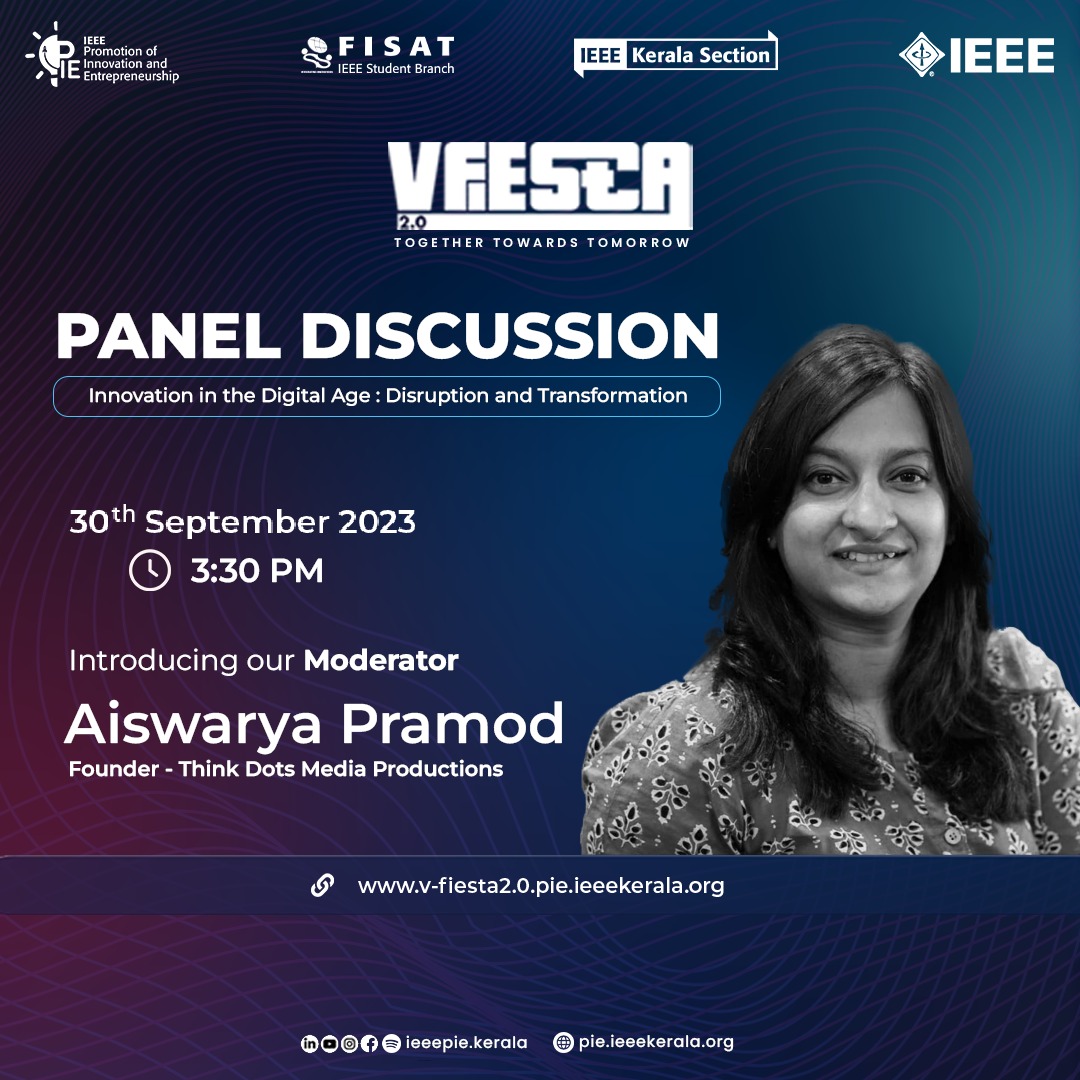 IEEE
Promotion of
Innovation and
Entrepreneurship
PIE
FISAT
IEEE Student Branch
IEEE Kerala Section
IEEE
VFiESTA
2.0
TOGETHER TOWARDS TOMORROW
PANEL DISCUSSION
Innovation in the Digital Age : Disruption and Transformation
30th September 2023
3:30 PM
Introducing our Moderator
Aiswarya Pramod
Founder - Think Dots Media Productions
www.v-fiesta2.0.pie.ieeekerala.org
ieeepie.kerala
pie.ieeekerala.org